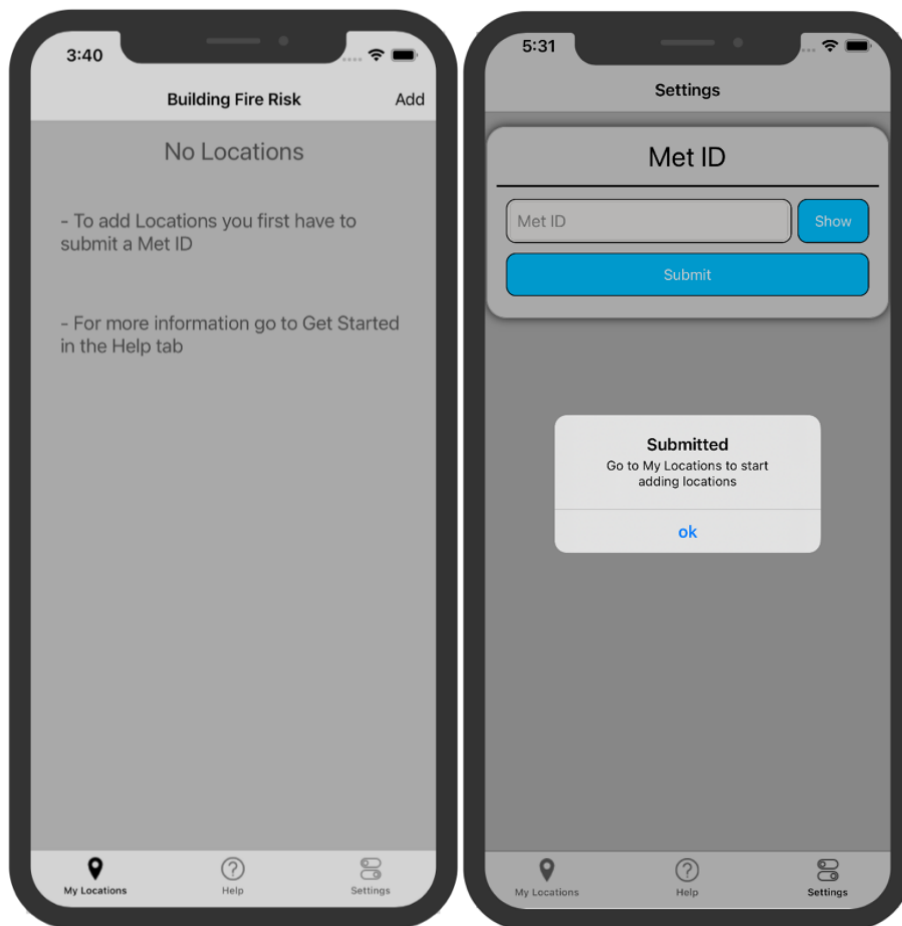 3:40
Building Fire Risk
Add
No Locations
- To add Locations you first have to
submit a Met ID
- For more information go to Get Started
in the Help tab
My Locations
Help
Settings
5:31
Settings
Met ID
Met ID
Show
Submit
Submitted
Go to My Locations to start
adding locations
ok
My Locations
Help
Settings